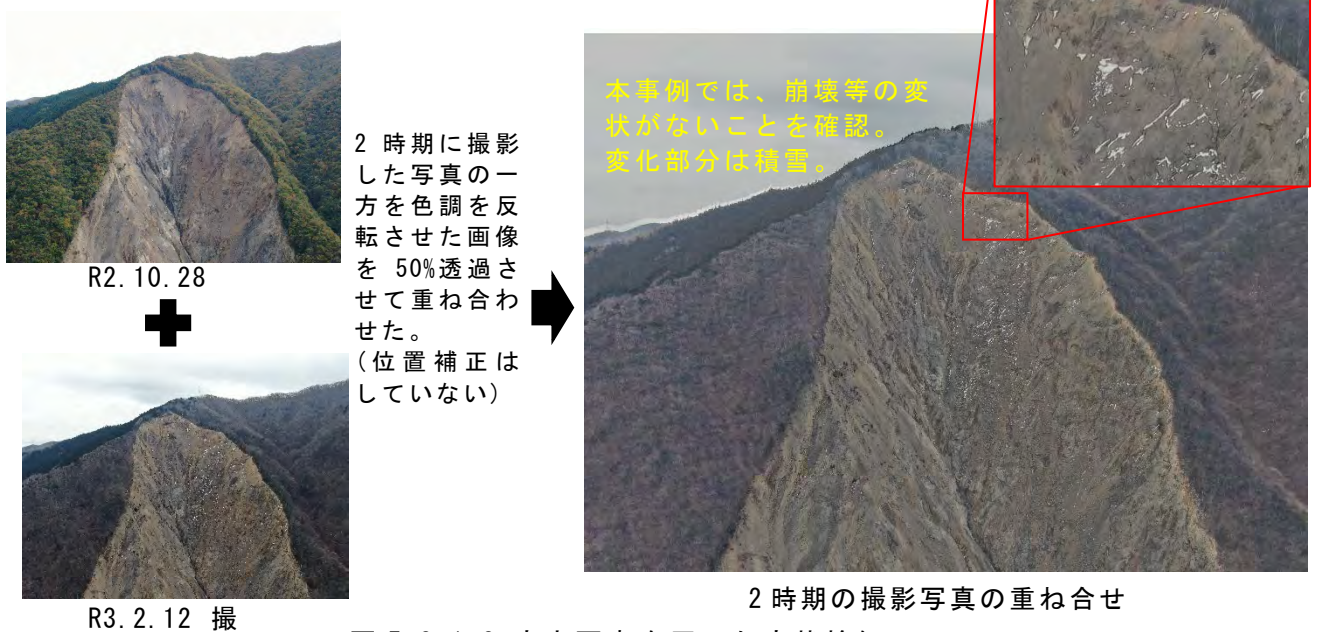 R2.10.28
R3.2.12 撮
2 時期に撮影
した写真の一
方を色調を反
転させた画像
を 50%透過さ
せて重ね合わ
せた。
(位置補正は
していない)
本事例では、崩壊等の変
状がないことを確認。
変化部分は積雪。
2時期の撮影写真の重ね合せ